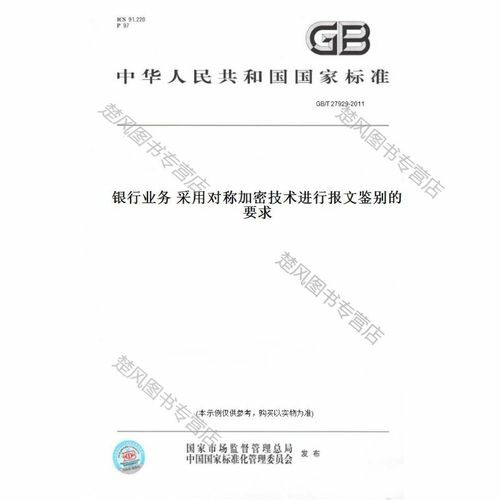 ICS 91.220
P 97
GB
中华人民共和国国家标准
GB/T 27929-2011
楚风图书专营店
楚风图书专营店
银行业务 采用对称加密技术进行报文鉴别的
要求
楚风图书专营店
楚风图书专营店
(本示例仅供参考，购买以实物为准)
国家市场监督管理总局
中国国家标准化管理委员会
发布